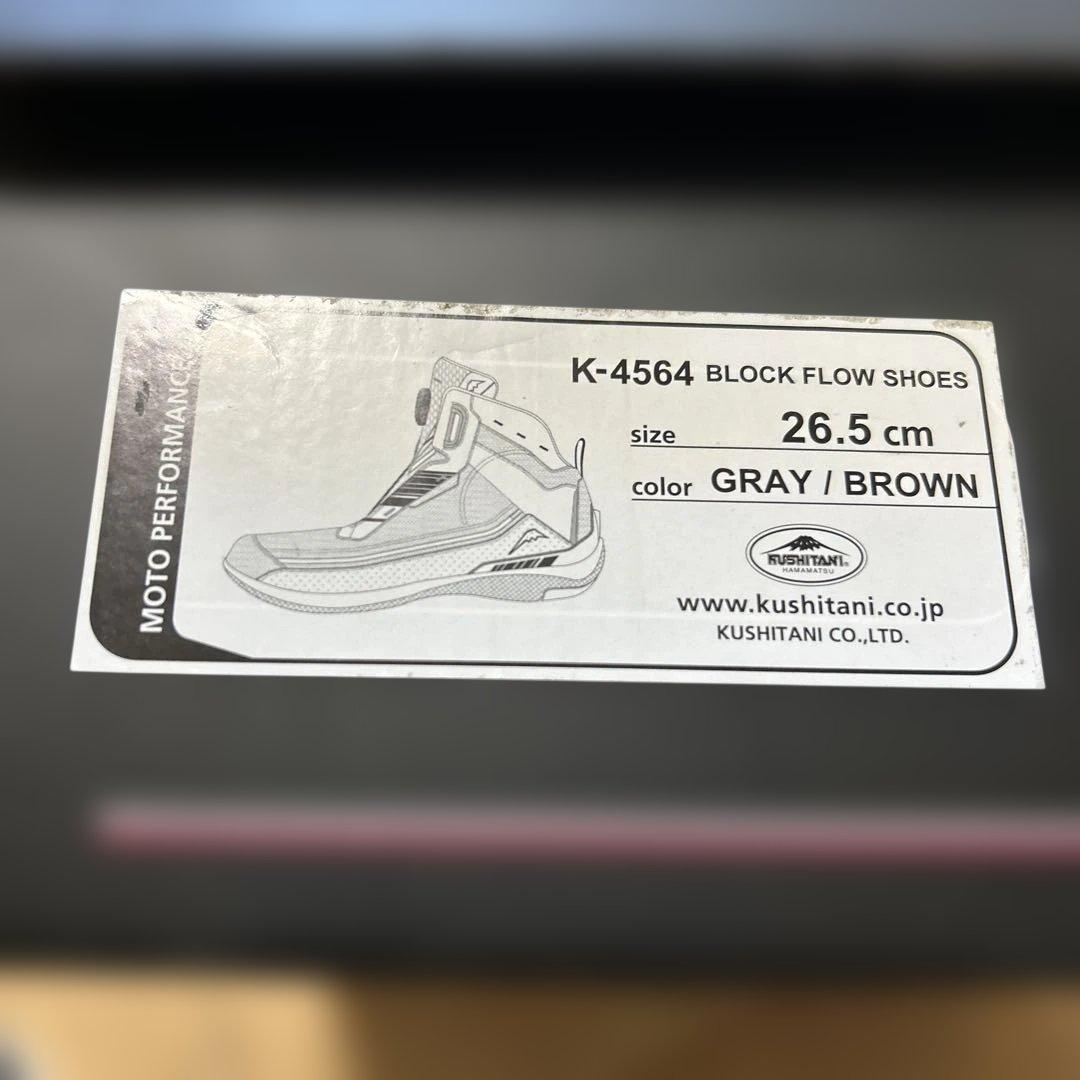 MOTO PERFORMANCE
K-4564 BLOCK FLOW SHOES
size 26.5 cm
color GRAY / BROWN
KUSHITANI®
HAMAMATSU
www.kushitani.co.jp
KUSHITANI CO.,LTD.